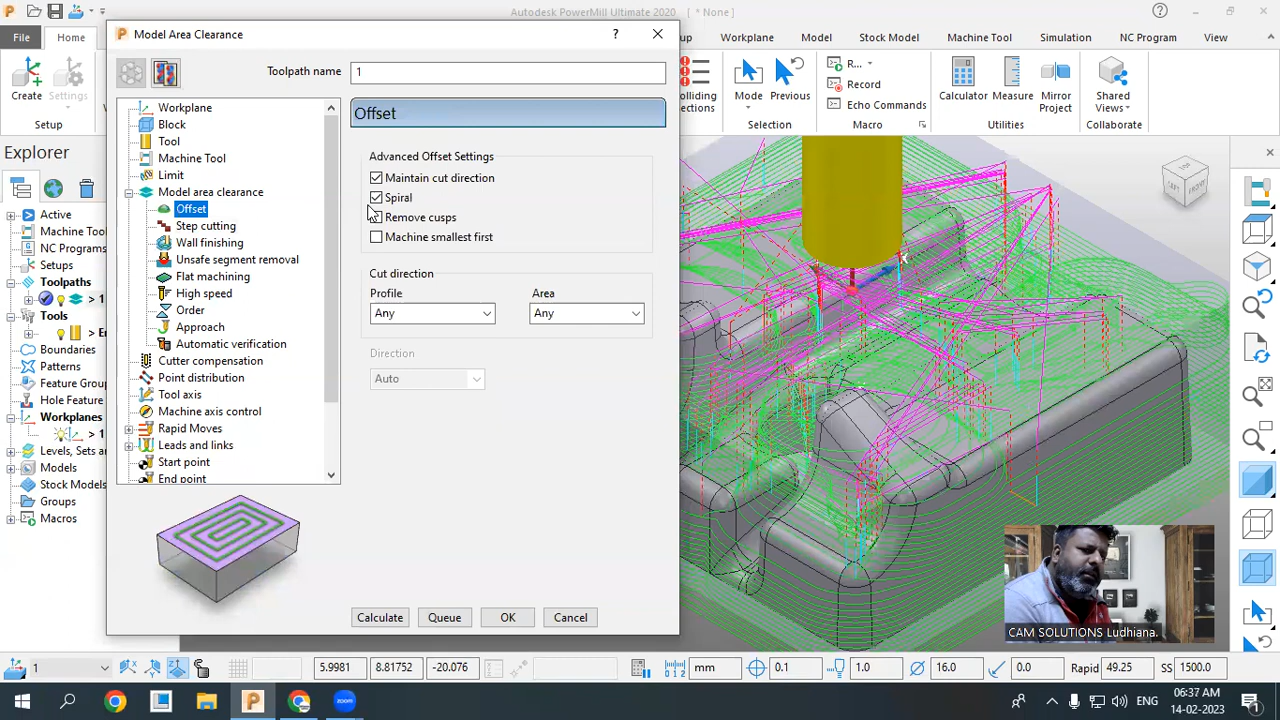 Autodesk PowerMill Ultimate 2020 [ * None ]
File
Home
Workplane
Model
Stock Model
Machine Tool
Simulation
NC Program
View
Create
Settings
Setup
Mode
Previous
Selection
R...
Record
Echo Commands
Macro
Calculator
Measure
Mirror
Project
Utilities
Shared
Views
Collaborate
Explorer
Active
Machine Tool
NC Programs
Setups
Toolpaths
> 1
Tools
Boundaries
Patterns
Feature Group
Hole Feature
Workplanes
> 1
Levels, Sets a
Models
Stock Models
Groups
Macros
Model Area Clearance
?
Toolpath name
1
Workplane
Block
Tool
Machine Tool
Limit
Model area clearance
Offset
Step cutting
Wall finishing
Unsafe segment removal
Flat machining
High speed
Order
Approach
Automatic verification
Cutter compensation
Point distribution
Tool axis
Machine axis control
Rapid Moves
Leads and links
Start point
End point
Offset
Advanced Offset Settings
Maintain cut direction
Spiral
Remove cusps
Machine smallest first
Cut direction
Profile
Area
Any
Any
Direction
Auto
Calculate
Queue
OK
Cancel
CAM SOLUTIONS Ludhiana.
1
5.9981
8.81752
-20.076
mm
0.1
1.0
16.0
0.0
Rapid
49.25
SS
1500.0
ENG
06:37 AM
14-02-2023